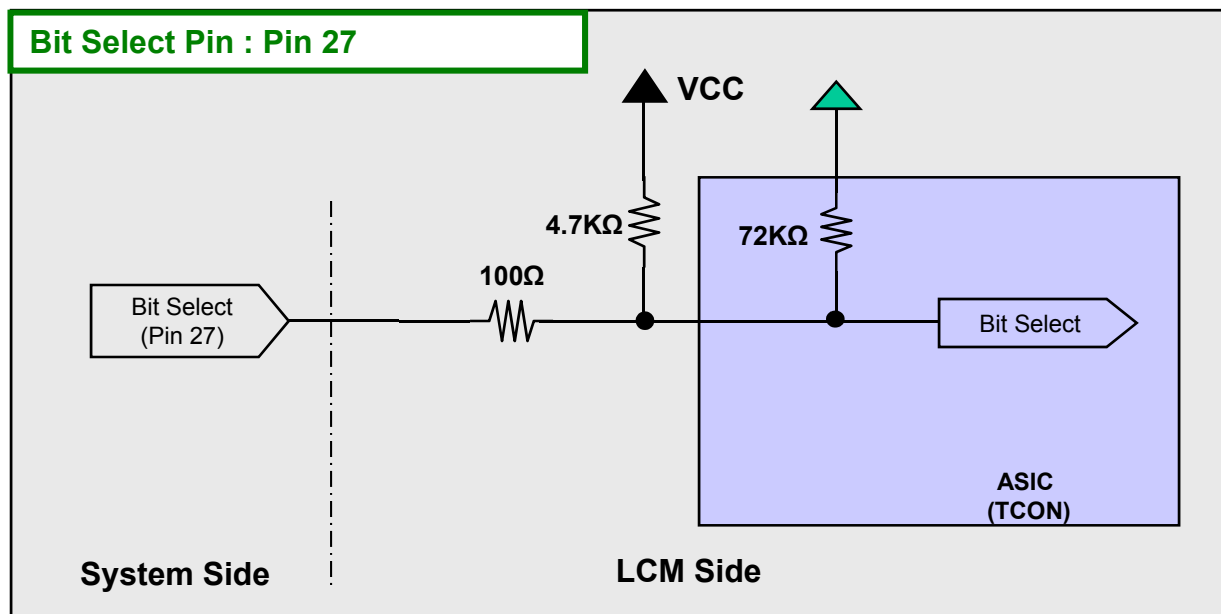 Bit Select Pin : Pin 27
VCC
4.7KΩ
72KΩ
100Ω
Bit Select
(Pin 27)
Bit Select
ASIC
(TCON)
System Side
LCM Side